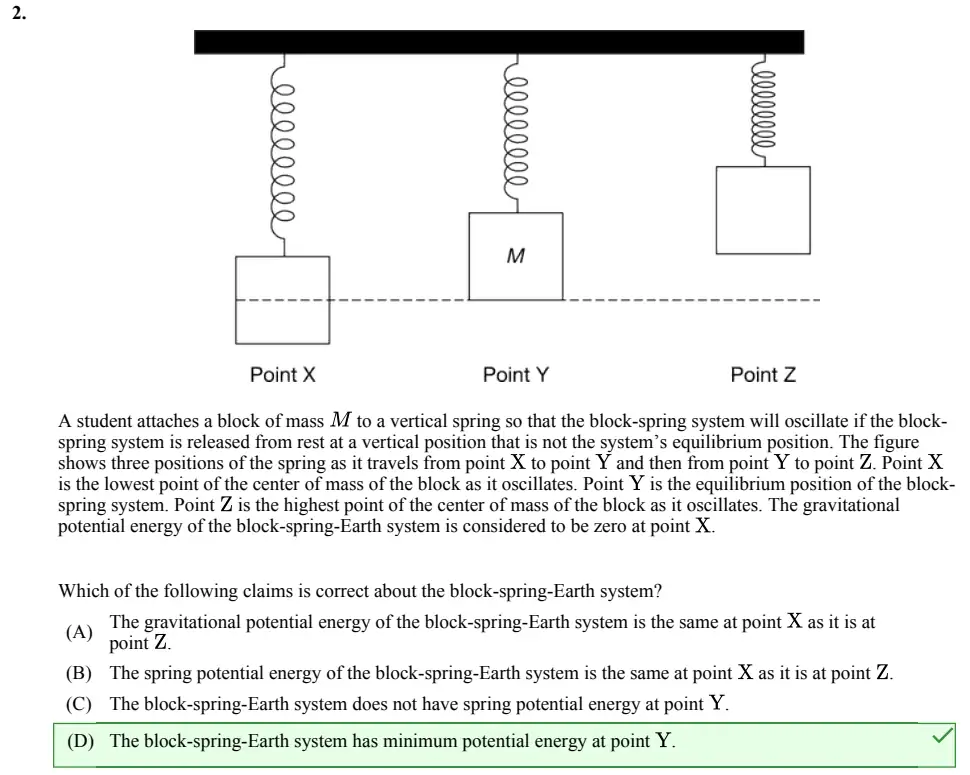 2.
M
Point X
Point Y
Point Z
A student attaches a block of mass M to a vertical spring so that the block-spring system will oscillate if the block-
spring system is released from rest at a vertical position that is not the system’s equilibrium position. The figure
shows three positions of the spring as it travels from point X to point Y and then from point Y to point Z. Point X
is the lowest point of the center of mass of the block as it oscillates. Point Y is the equilibrium position of the block-
spring system. Point Z is the highest point of the center of mass of the block as it oscillates. The gravitational
potential energy of the block-spring-Earth system is considered to be zero at point X.
Which of the following claims is correct about the block-spring-Earth system?
(A) The gravitational potential energy of the block-spring-Earth system is the same at point X as it is at
point Z.
(B) The spring potential energy of the block-spring-Earth system is the same at point X as it is at point Z.
(C) The block-spring-Earth system does not have spring potential energy at point Y.
(D) The block-spring-Earth system has minimum potential energy at point Y.